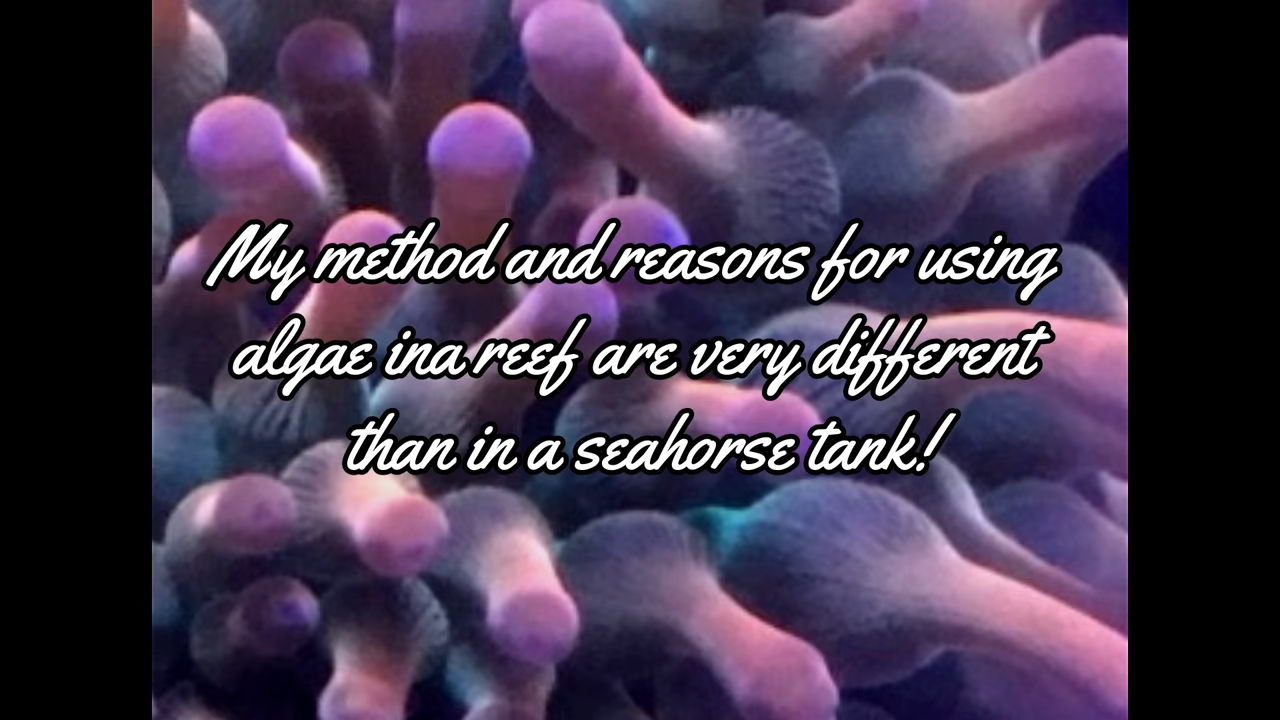 My method and reasons for using
algae ina reef are very different
than in a seahorse tank!